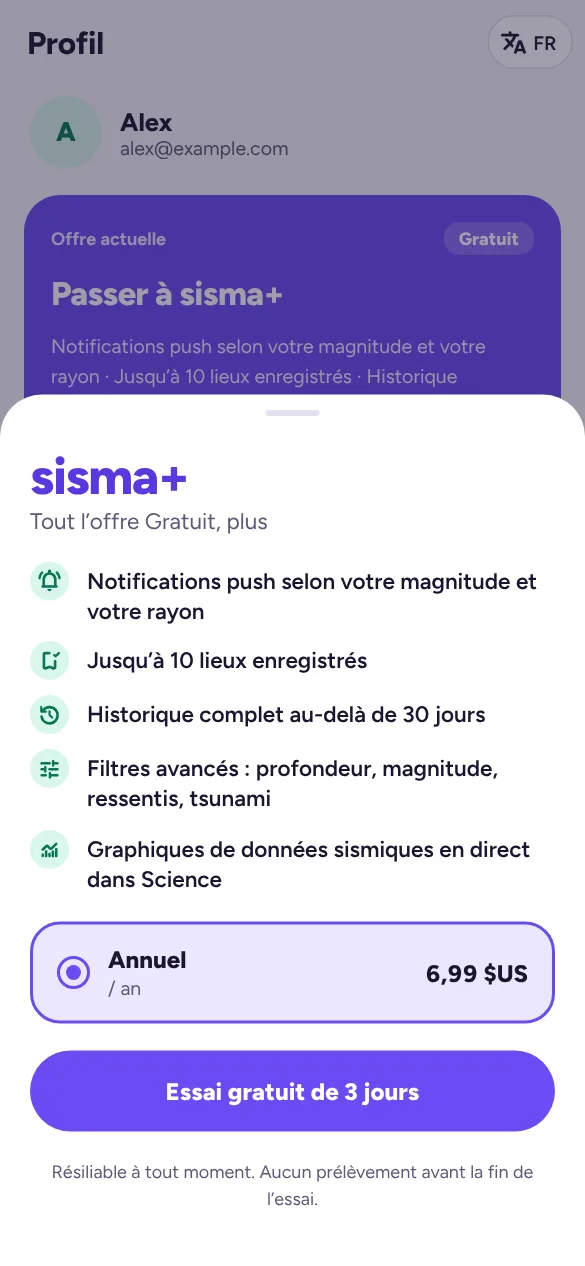 Profil
FR
A
Alex
alex@example.com
Offre actuelle
Gratuit
Passer à sisma+
Notifications push selon votre magnitude et votre
rayon · Jusqu’à 10 lieux enregistrés · Historique
sisma+
Tout l’offre Gratuit, plus
Notifications push selon votre magnitude et
votre rayon
Jusqu’à 10 lieux enregistrés
Historique complet au-delà de 30 jours
Filtres avancés : profondeur, magnitude,
ressentis, tsunami
Graphiques de données sismiques en direct
dans Science
Annuel
/ an
6,99 $US
Essai gratuit de 3 jours
Résiliable à tout moment. Aucun prélèvement avant la fin de
l’essai.